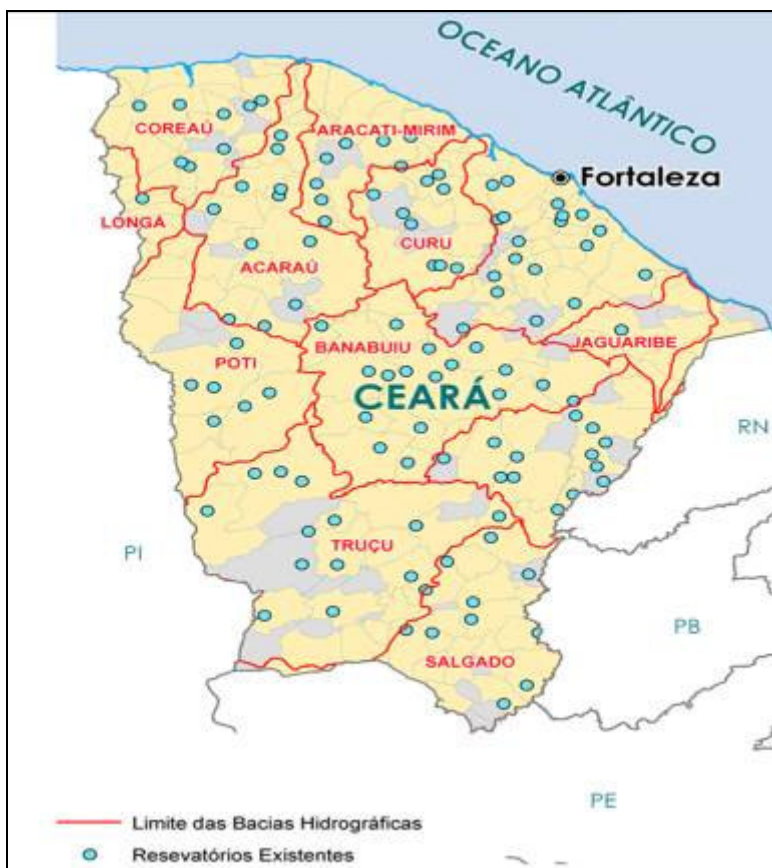 OCEANO ATLÂNTICO
COREAÚ
ARACATI-MIRIM
Fortaleza
LONGÁ
CURU
ACARAÚ
BANABUIU
JAGUARIBE
POTI
CEARÁ
RN
PI
TRUÇU
PB
SALGADO
PE
Limite das Bacias Hidrográficas
Resevatórios Existentes